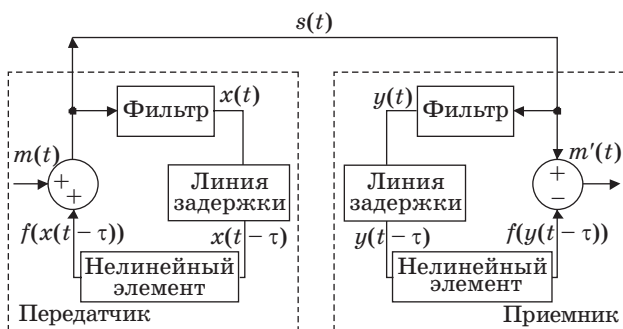 s(t)
Фильтр
x(t)
m(t)
+
+
Линия
задержки
f(x(t − τ))
x(t − τ)
Нелинейный
элемент
Передатчик
y(t)
Фильтр
m′(t)
+
−
Линия
задержки
y(t − τ)
f(y(t − τ))
Нелинейный
элемент
Приемник